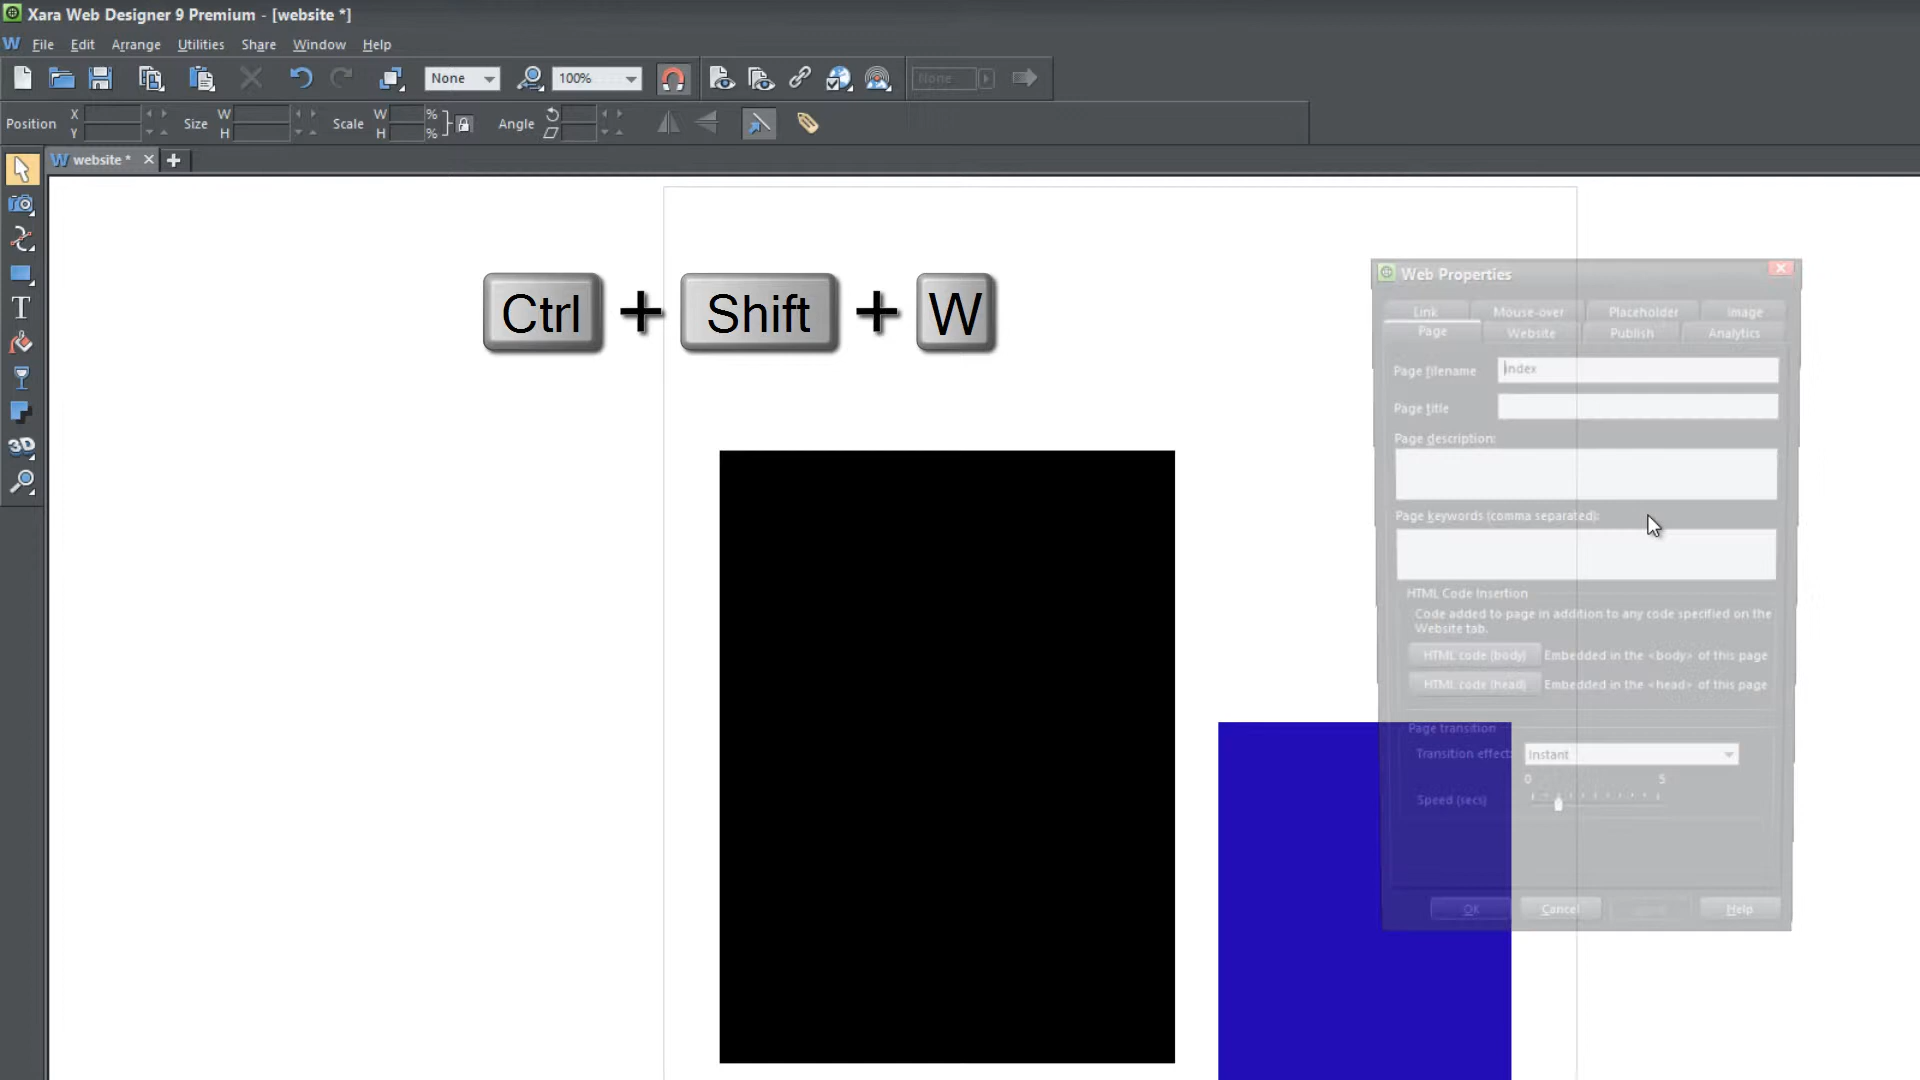 Xara Web Designer 9 Premium - [website *]
File Edit Arrange Utilities Share Window Help
None 100% None
Position X Y Size W H Scale W H % % Angle
website *
T
3D
Ctrl + Shift + W
Web Properties
Link Mouse-over Placeholder Image
Page Website Publish Analytics
Page filename index
Page title
Page description:
Page keywords (comma separated):
HTML Code Insertion
Code added to page in addition to any code specified on the
Website tab.
HTML code (body) Embedded in the <body> of this page
HTML code (head) Embedded in the <head> of this page
Page transition
Transition effect: Instant
0 5
Speed (secs)
OK Cancel Help